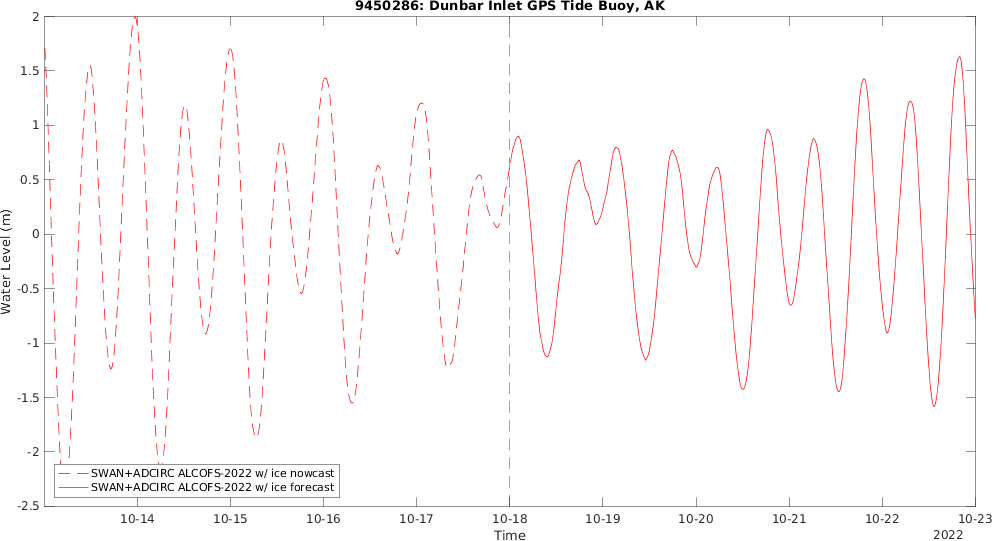 9450286: Dunbar Inlet GPS Tide Buoy, AK
2
1.5
1
0.5
0
-0.5
-1
-1.5
-2
-2.5
Water Level (m)
SWAN+ADCIRC ALCOFS-2022 w/ ice nowcast
SWAN+ADCIRC ALCOFS-2022 w/ ice forecast
10-14 10-15 10-16 10-17 10-18 10-19 10-20 10-21 10-22 10-23
Time
2022